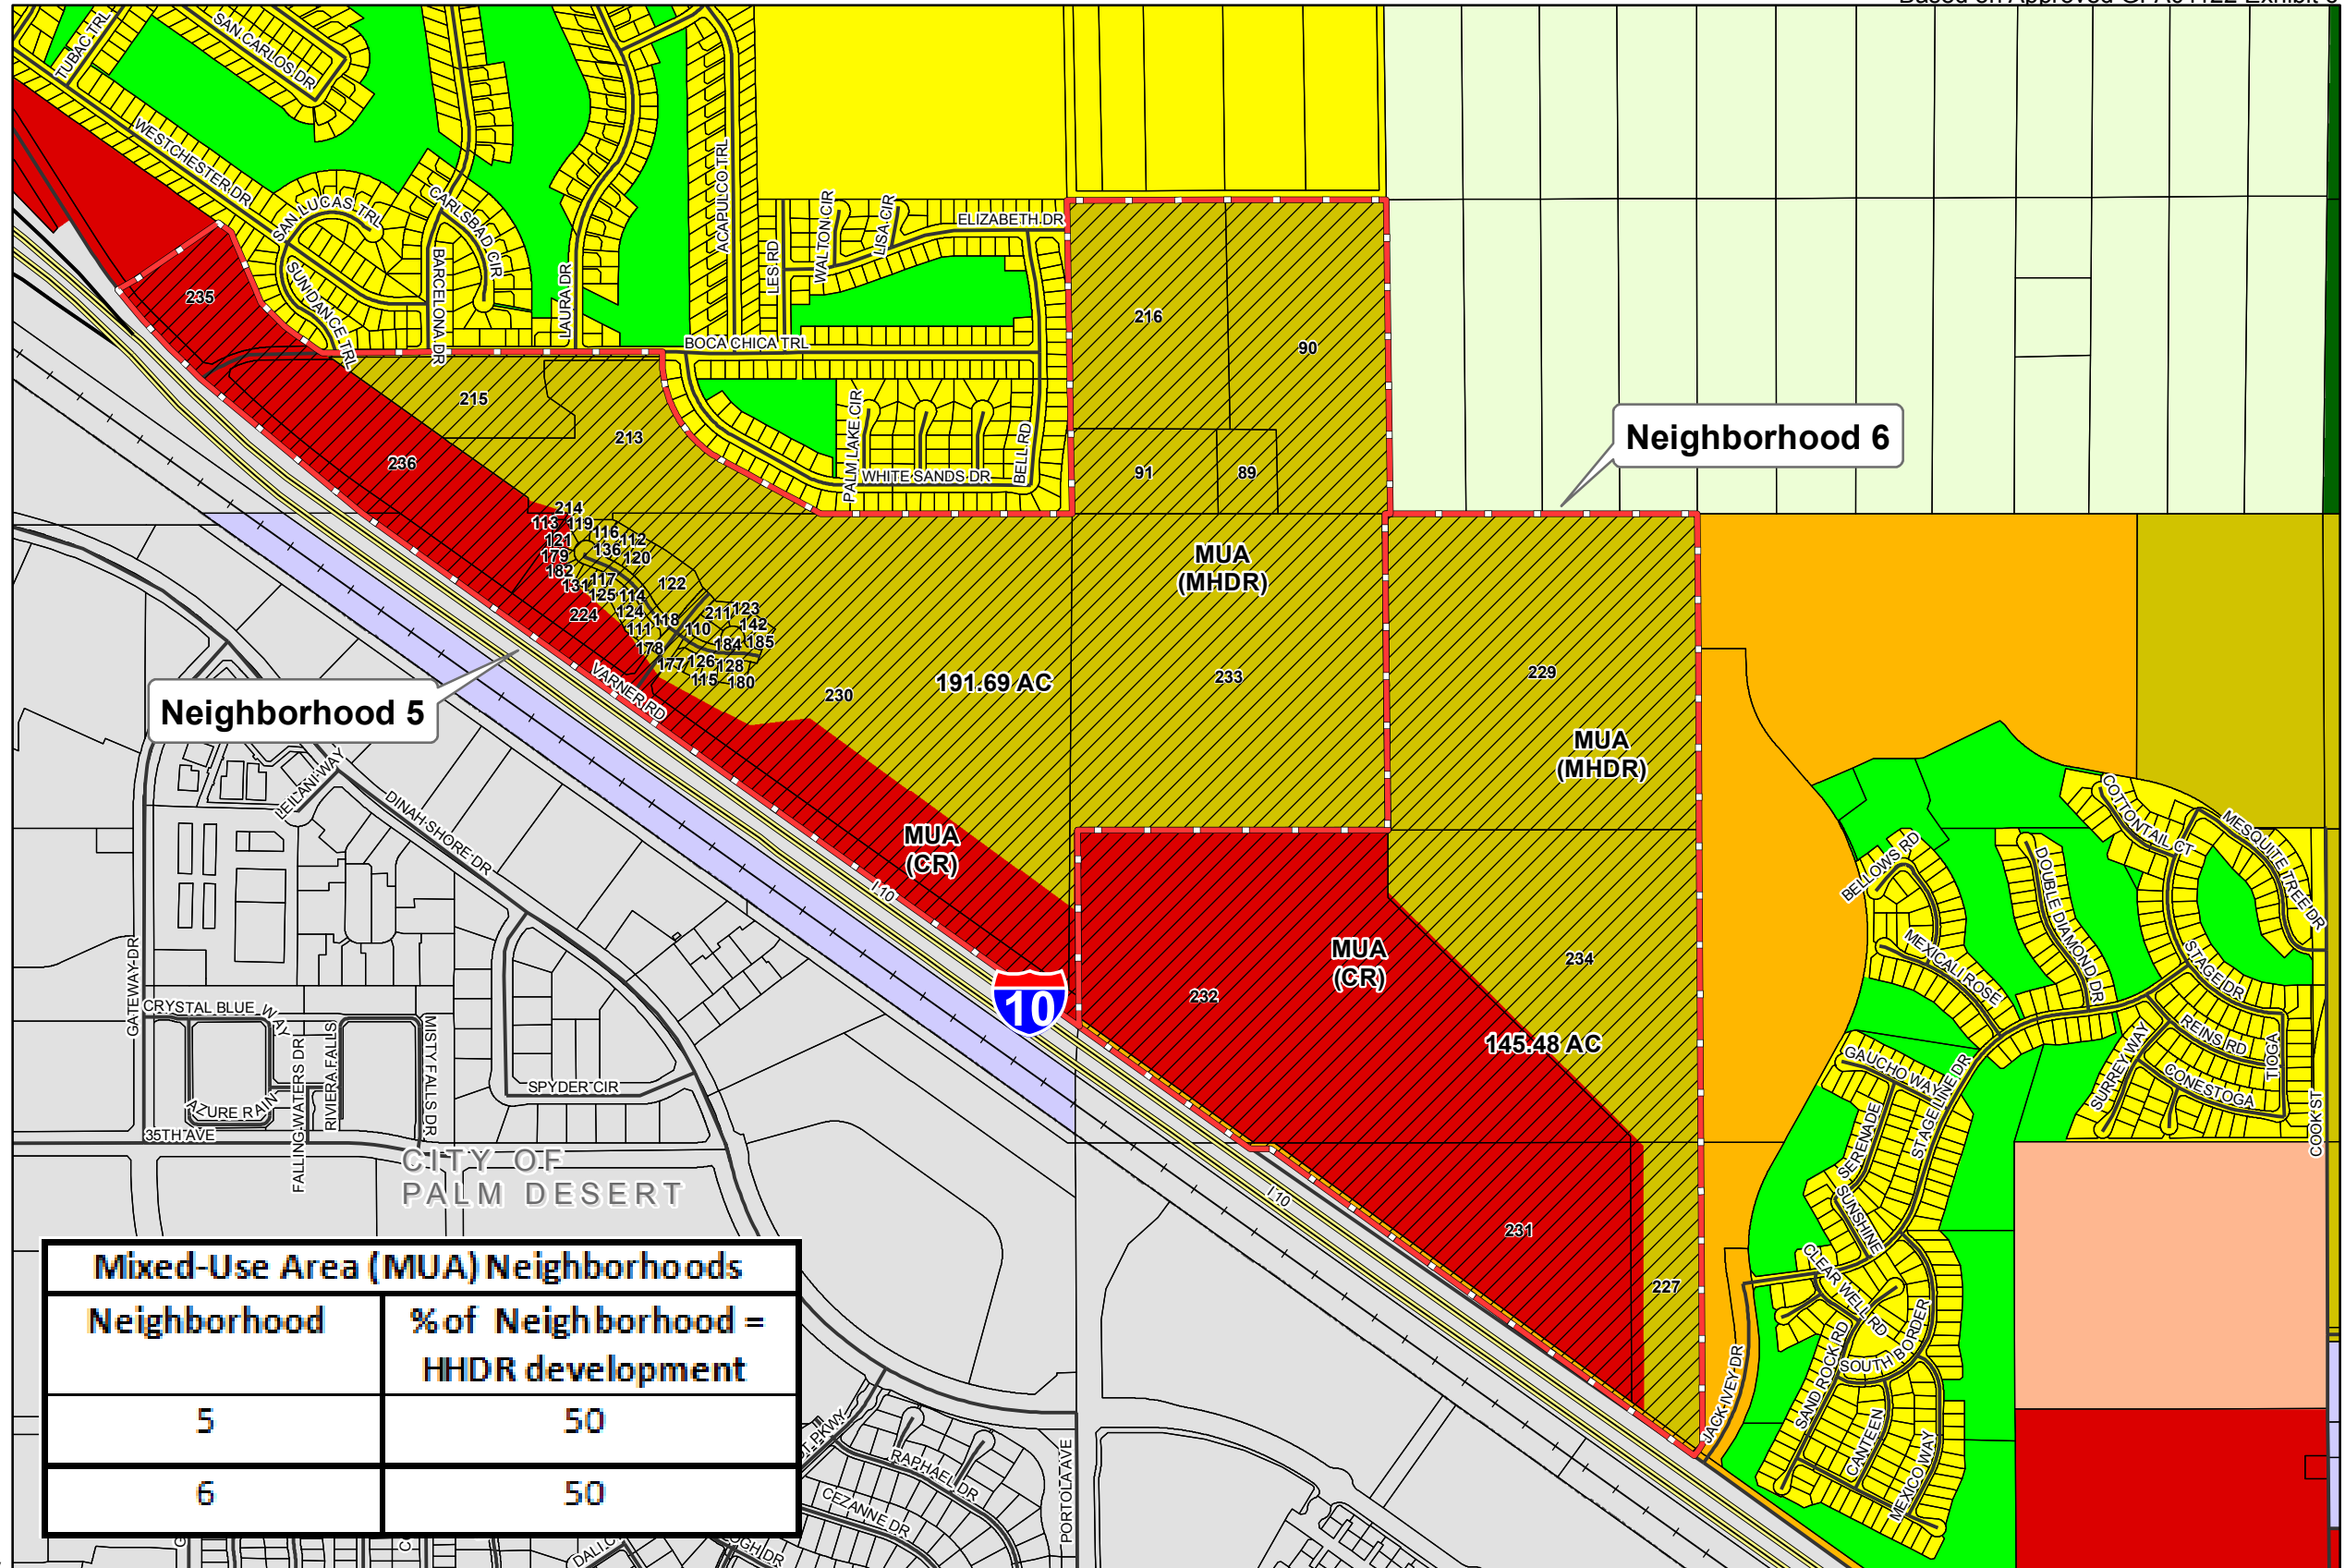 TUBAC TRL
SAN CARLOS DR
WESTCHESTER DR
SAN LUCAS TRL
CARLSBAD CIR
SUNDANCE TRL
BARCELONA DR
LAURA DR
ACAPULCO TRL
LES RD
WALTON CIR
LISA CIR
ELIZABETH DR
BOCA CHICA TRL
PALM LAKE CIR
WHITE SANDS DR
BELL RD
235
216
90
215
213
236
91
89
Neighborhood 6
214
113
119
121
116
112
179
136
120
182
131
117
122
125
114
224
124
211
123
111
118
110
142
178
184
185
177
126
128
115
180
MUA
(MHDR)
VARNER RD
230
191.69 AC
233
229
Neighborhood 5
MUA
(MHDR)
LEILANI WAY
DINAH SHORE DR
MUA
(CR)
I 10
10
MUA
(CR)
232
234
145.48 AC
231
227
I 10
COTTONTAIL CT
MESQUITE TREE DR
BELLOWS RD
DOUBLE DIAMOND DR
MEXICALI ROSE
STAGE DR
REINS RD
TIOGA
SURREY WAY
CONESTOGA
GAUCHO WAY
STAGE LINE DR
SERENADE
SUNSHINE
COOK ST
CLEAR WELL RD
SOUTH BORDER
SAND ROCK RD
CANTEEN
MEXICO WAY
JACK IVEY DR
GATEWAY DR
CRYSTAL BLUE WAY
AZURE RAIN
FALLING WATERS DR
RIVIERA FALLS
MISTY FALLS DR
SPYDER CIR
35TH AVE
CITY OF
PALM DESERT
Mixed-Use Area (MUA) Neighborhoods
Neighborhood
% of Neighborhood =
HHDR development
5
50
6
50
PKWY
RAPHAEL DR
CEZANNE DR
PORTOLA AVE